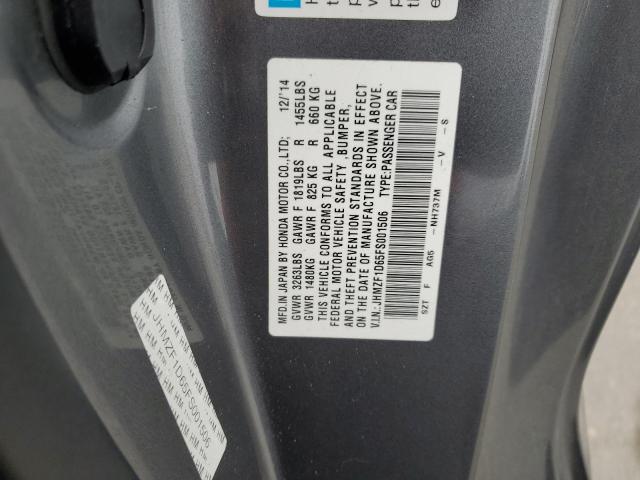 MFD.IN JAPAN BY HONDA MOTOR CO.,LTD; 12/'14
GVWR 3263LBS GAWR F 1819LBS R 1455LBS
GVWR 1480KG GAWR F 825 KG R 660 KG
THIS VEHICLE CONFORMS TO ALL APPLICABLE
FEDERAL MOTOR VEHICLE SAFETY ,BUMPER,
AND THEFT PREVENTION STANDARDS IN EFFECT
ON THE DATE OF MANUFACTURE SHOWN ABOVE.
V.I.N.:JHMZF1D65FS001506 TYPE:PASSENGER CAR
SZT F AG5 -NH737M -V -S
JHMZF1D65FS001506